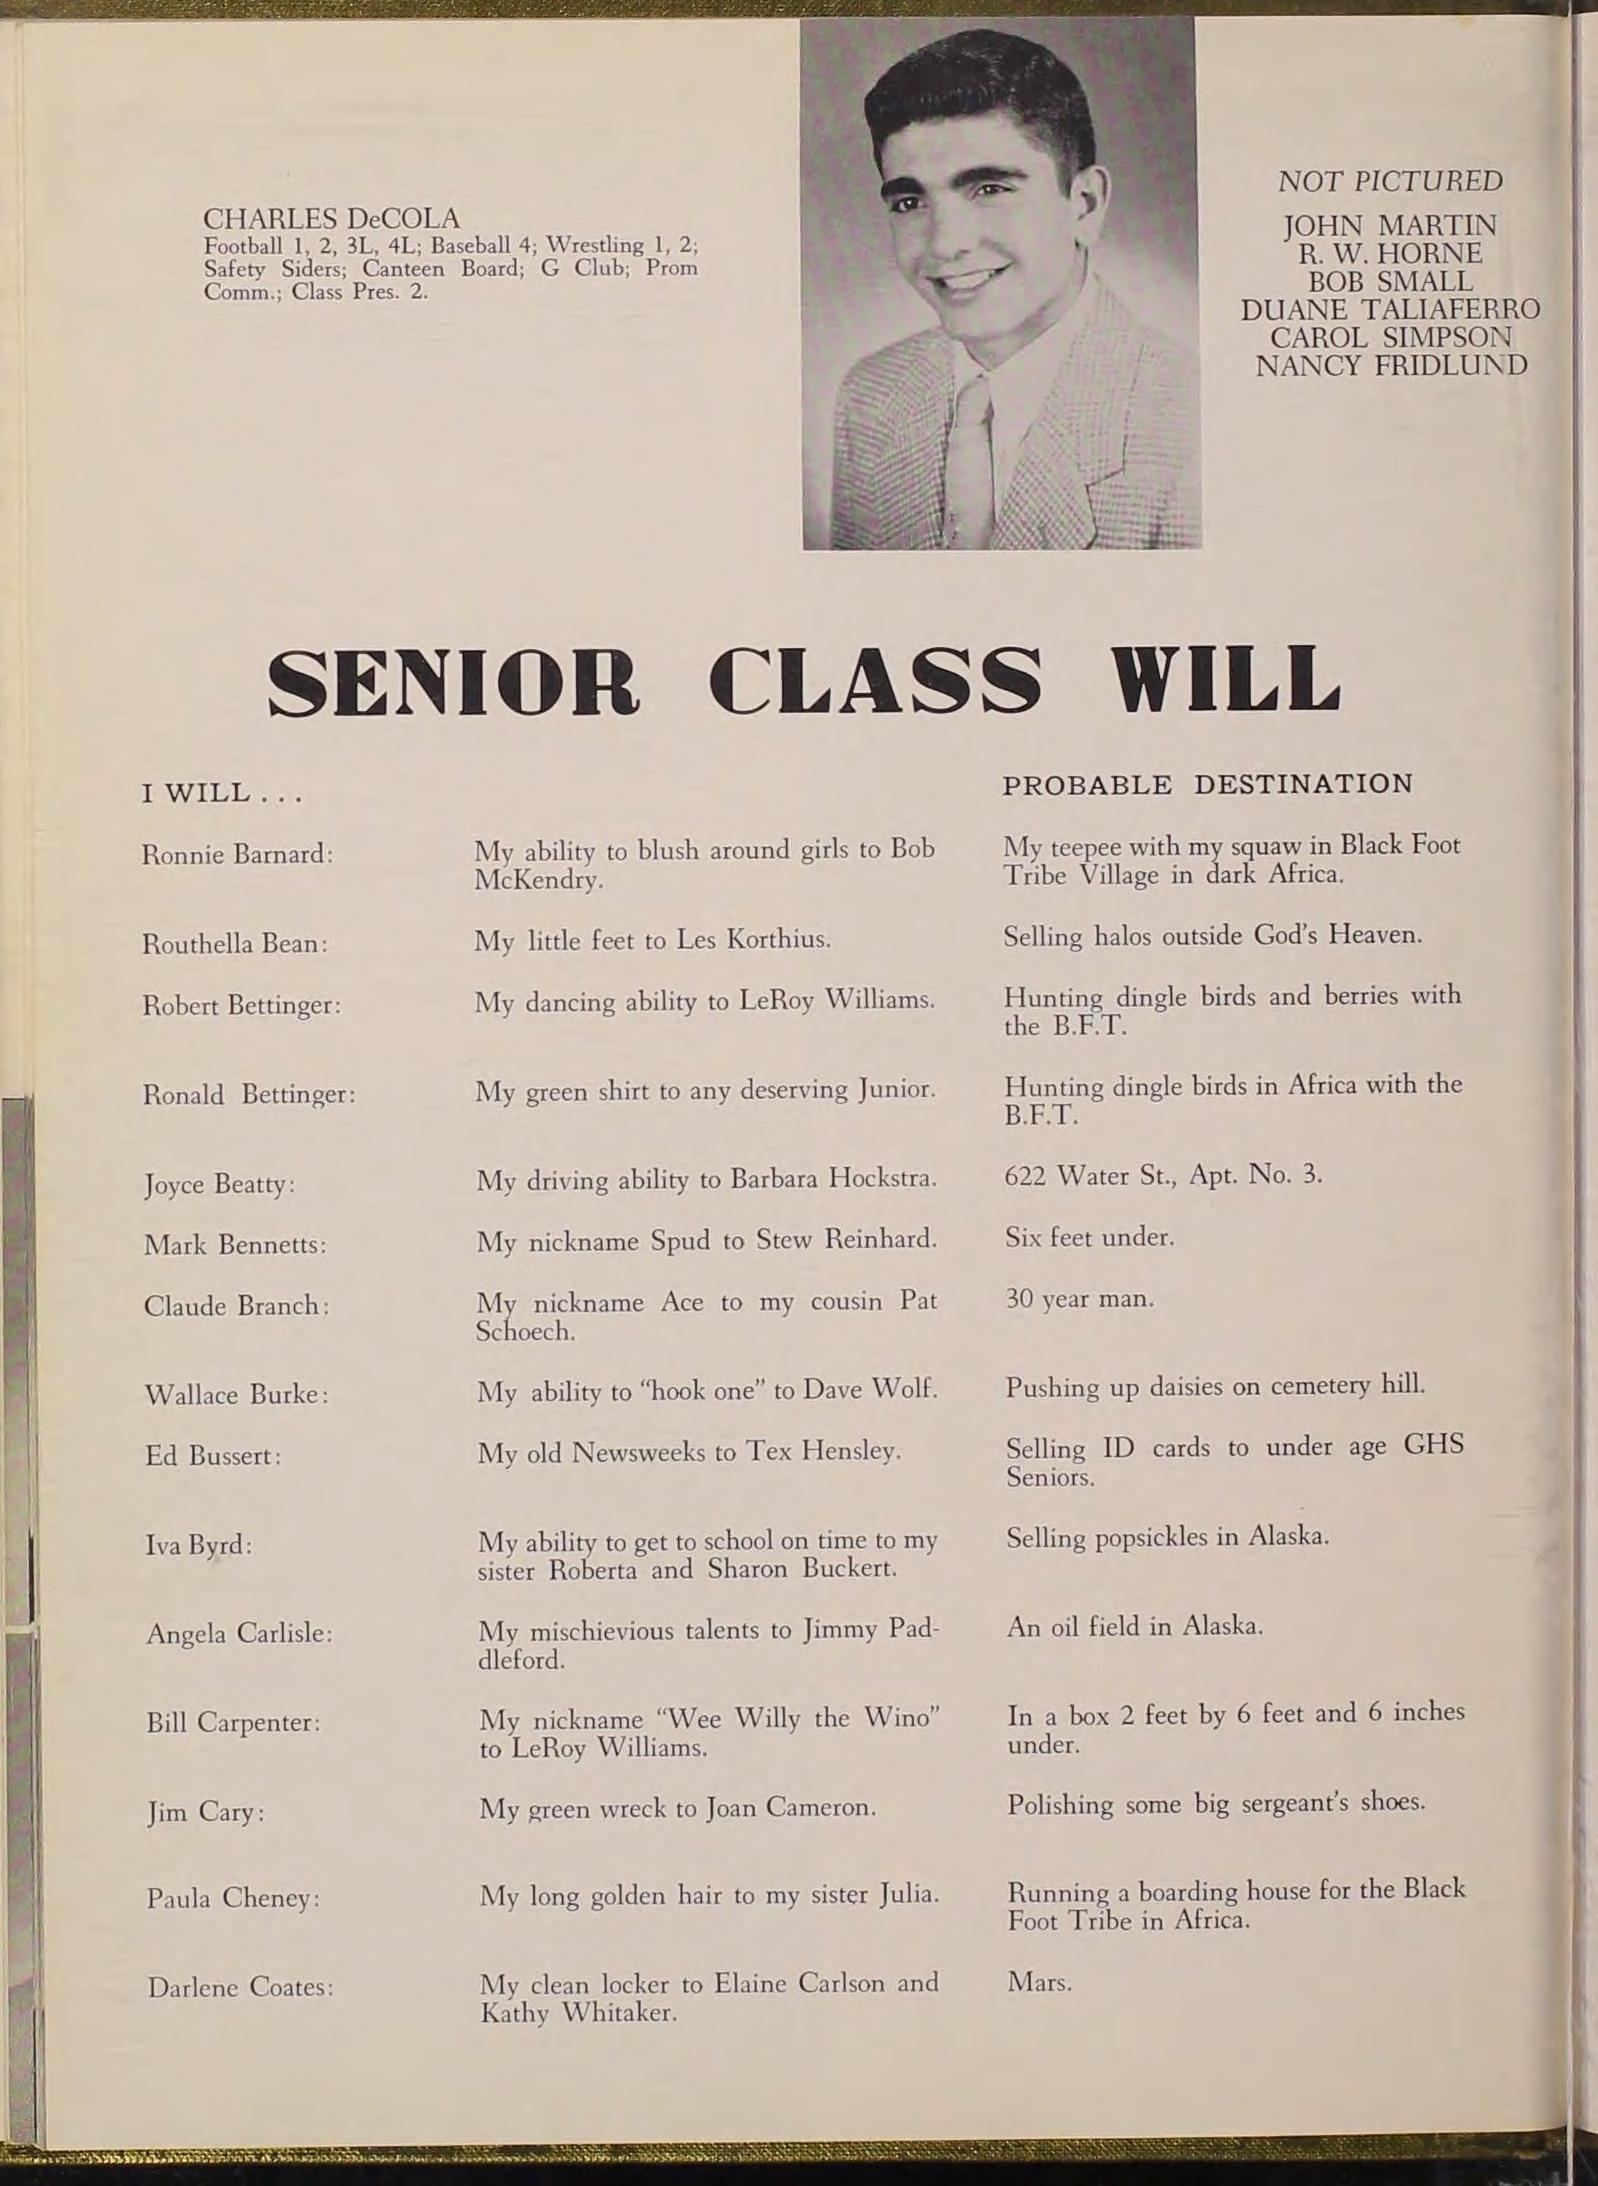 CHARLES DeCOLA
Football 1, 2, 3L, 4L; Baseball 4; Wrestling 1, 2;
Safety Siders; Canteen Board; G Club; Prom
Comm.; Class Pres. 2.
NOT PICTURED
JOHN MARTIN
R. W. HORNE
BOB SMALL
DUANE TALIAFERRO
CAROL SIMPSON
NANCY FRIDLUND
SENIOR CLASS WILL
I WILL . . .
PROBABLE DESTINATION
Ronnie Barnard:
My ability to blush around girls to Bob
McKendry.
My teepee with my squaw in Black Foot
Tribe Village in dark Africa.
Routhella Bean:
My little feet to Les Korthius.
Selling halos outside God's Heaven.
Robert Bettinger:
My dancing ability to LeRoy Williams.
Hunting dingle birds and berries with
the B.F.T.
Ronald Bettinger:
My green shirt to any deserving Junior.
Hunting dingle birds in Africa with the
B.F.T.
Joyce Beatty:
My driving ability to Barbara Hockstra.
622 Water St., Apt. No. 3.
Mark Bennetts:
My nickname Spud to Stew Reinhard.
Six feet under.
Claude Branch:
My nickname Ace to my cousin Pat
Schoech.
30 year man.
Wallace Burke:
My ability to “hook one” to Dave Wolf.
Pushing up daisies on cemetery hill.
Ed Bussert:
My old Newsweeks to Tex Hensley.
Selling ID cards to under age GHS
Seniors.
Iva Byrd:
My ability to get to school on time to my
sister Roberta and Sharon Buckert.
Selling popsickles in Alaska.
Angela Carlisle:
My mischievious talents to Jimmy Pad-
dleford.
An oil field in Alaska.
Bill Carpenter:
My nickname “Wee Willy the Wino”
to LeRoy Williams.
In a box 2 feet by 6 feet and 6 inches
under.
Jim Cary:
My green wreck to Joan Cameron.
Polishing some big sergeant's shoes.
Paula Cheney:
My long golden hair to my sister Julia.
Running a boarding house for the Black
Foot Tribe in Africa.
Darlene Coates:
My clean locker to Elaine Carlson and
Kathy Whitaker.
Mars.